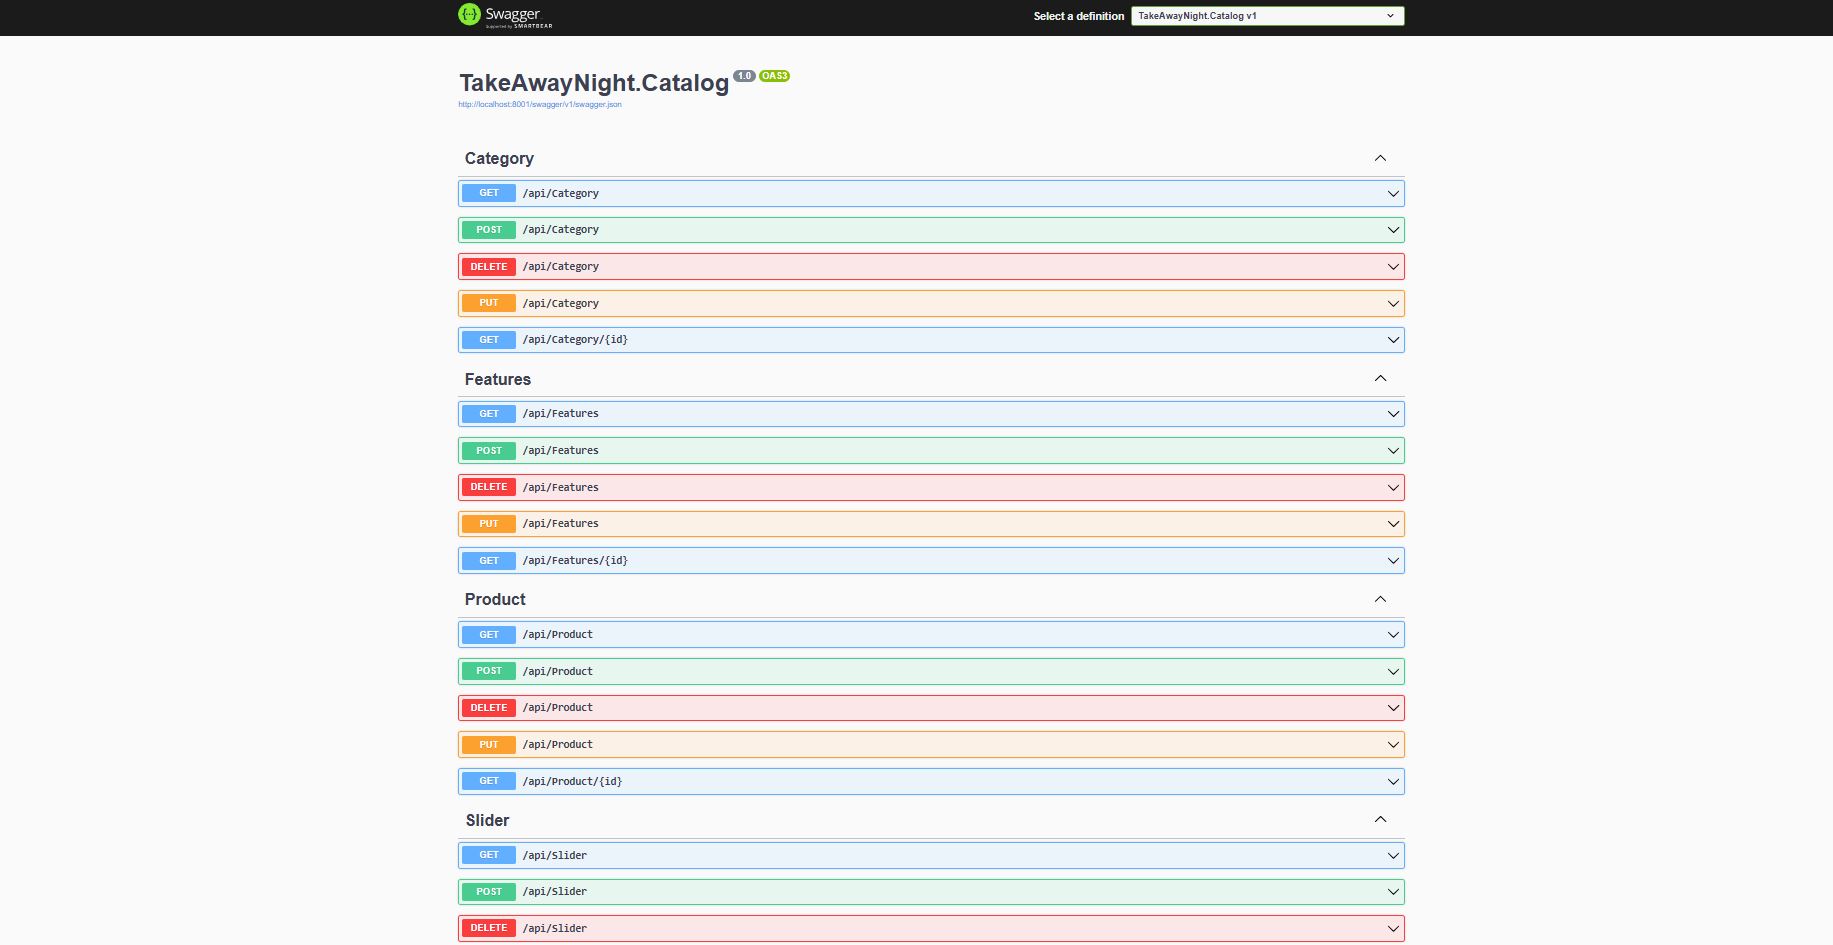 Swagger
Supported by SMARTBEAR
Select a definition
TakeAwayNight.Catalog v1
TakeAwayNight.Catalog 1.0 OAS3
http://localhost:8001/swagger/v1/swagger.json
Category
GET /api/Category
POST /api/Category
DELETE /api/Category
PUT /api/Category
GET /api/Category/{id}
Features
GET /api/Features
POST /api/Features
DELETE /api/Features
PUT /api/Features
GET /api/Features/{id}
Product
GET /api/Product
POST /api/Product
DELETE /api/Product
PUT /api/Product
GET /api/Product/{id}
Slider
GET /api/Slider
POST /api/Slider
DELETE /api/Slider